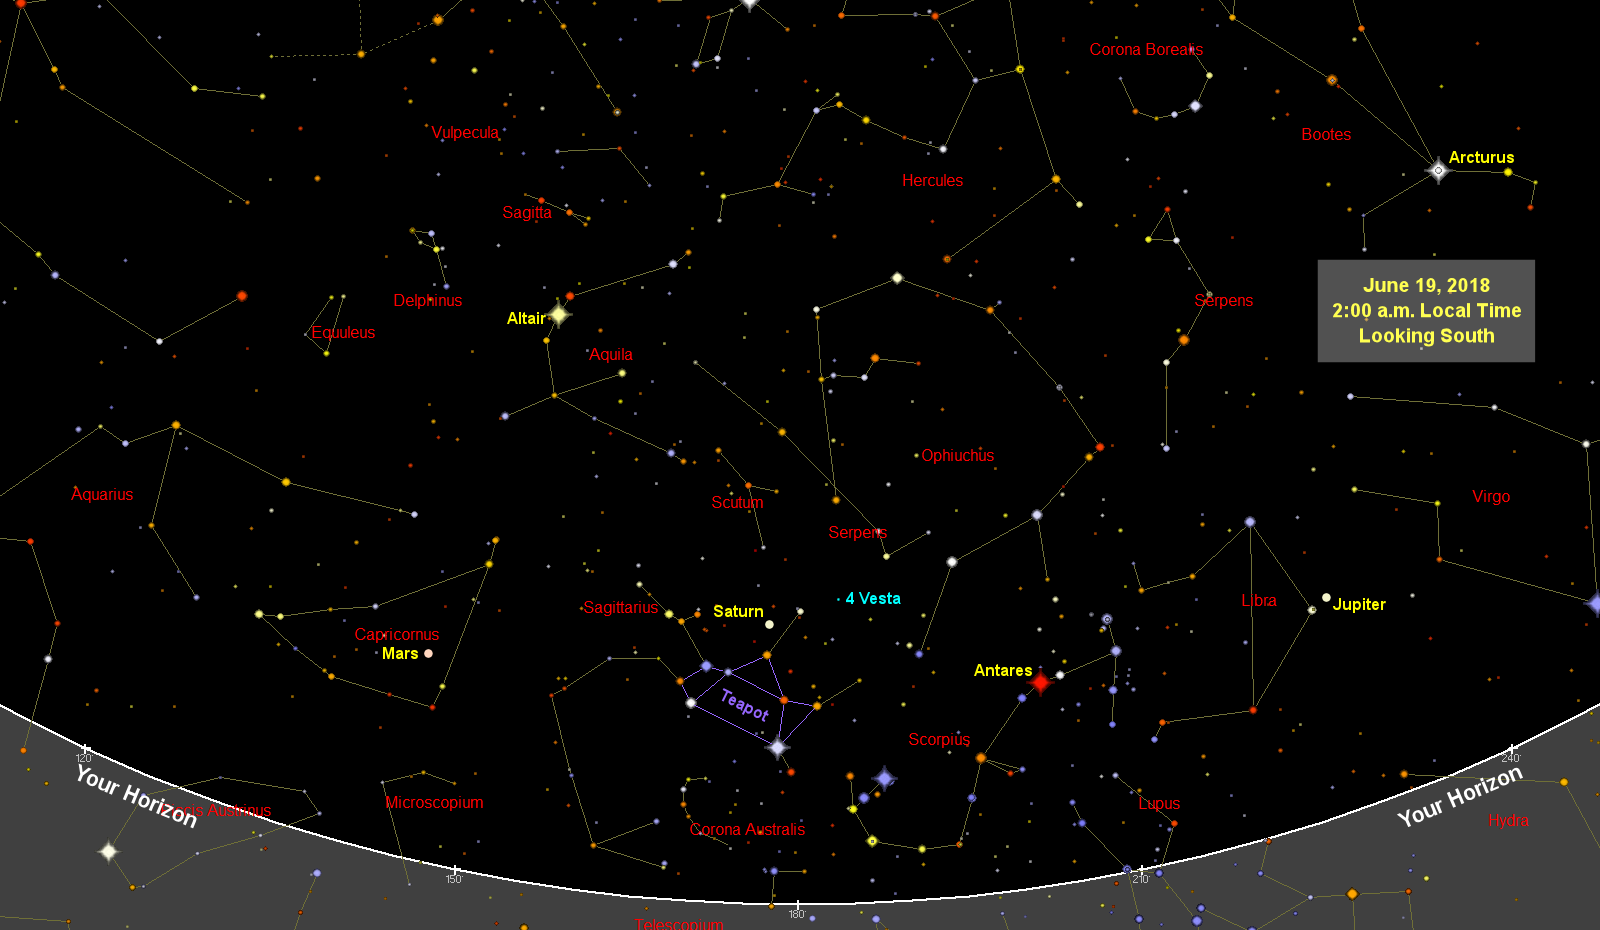 Corona Borealis
Vulpecula
Bootes
Arcturus
Hercules
Sagitta
June 19, 2018
2:00 a.m. Local Time
Looking South
Delphinus
Serpens
Altair
Equuleus
Aquila
Ophiuchus
Aquarius
Virgo
Scutum
Serpens
4 Vesta
Sagittarius
Saturn
Libra
Jupiter
Capricornus
Mars
Antares
Teapot
Scorpius
120°
240°
Your Horizon
Your Horizon
Piscis Austrinus
Microscopium
Lupus
Corona Australis
Hydra
150°
210°
180°
Telescopium